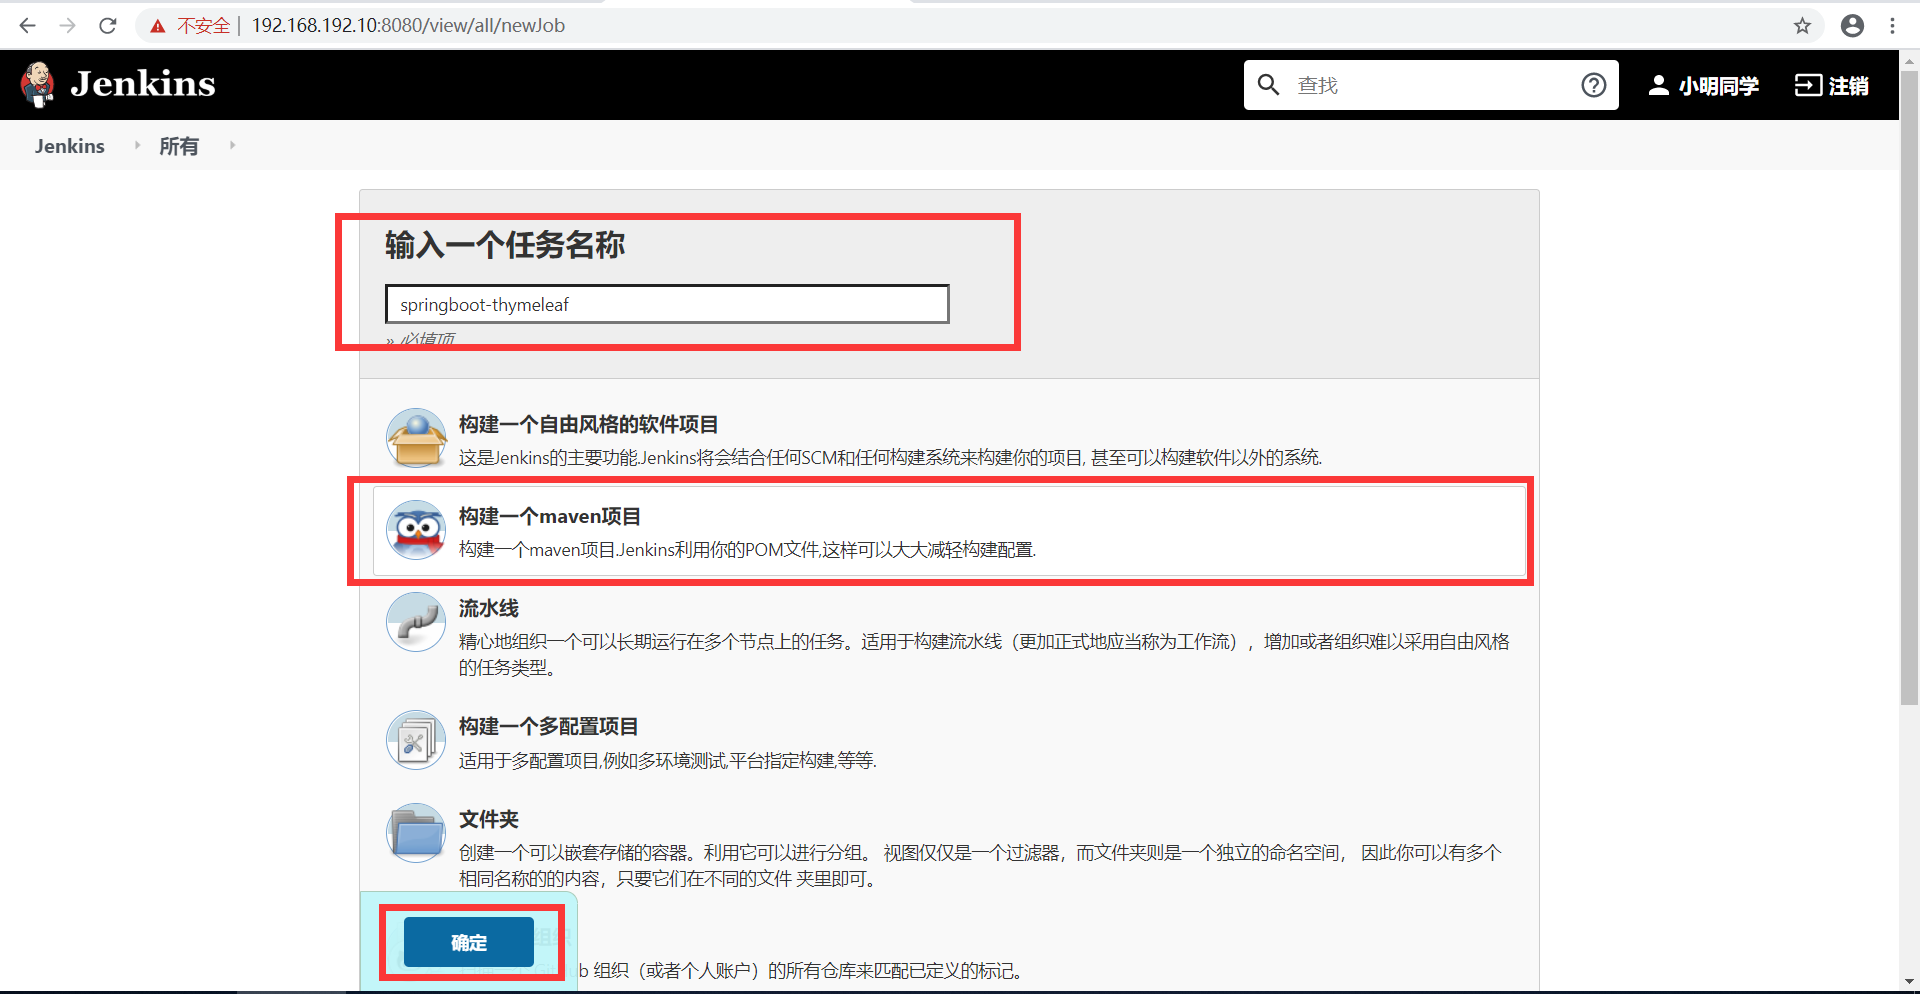 不安全 192.168.192.10:8080/view/all/newJob
Jenkins 查找 小明同学 注销
Jenkins 所有
输入一个任务名称
springboot-thymeleaf
» 必填项
构建一个自由风格的软件项目
这是Jenkins的主要功能.Jenkins将会结合任何SCM和任何构建系统来构建你的项目, 甚至可以构建软件以外的系统.
构建一个maven项目
构建一个maven项目.Jenkins利用你的POM文件,这样可以大大减轻构建配置.
流水线
精心地组织一个可以长期运行在多个节点上的任务。适用于构建流水线（更加正式地应当称为工作流），增加或者组织难以采用自由风格
的任务类型。
构建一个多配置项目
适用于多配置项目,例如多环境测试,平台指定构建,等等.
文件夹
创建一个可以嵌套存储的容器。利用它可以进行分组。 视图仅仅是一个过滤器，而文件夹则是一个独立的命名空间， 因此你可以有多个
相同名称的的内容，只要它们在不同的文件 夹里即可。
确定 组织
组织（或者个人账户）的所有仓库来匹配已定义的标记。